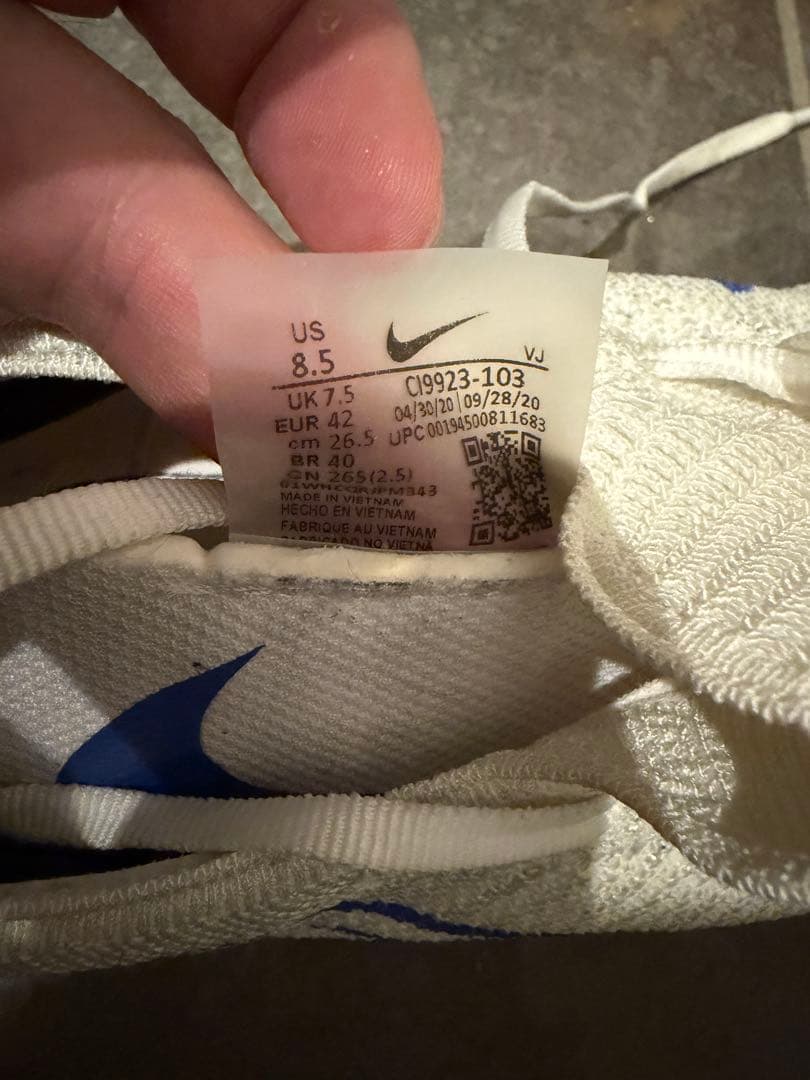 US
8.5
VJ
UK 7.5
CI9923-103
EUR 42
04/30/20 | 09/28/20
cm 26.5
UPC 00194500811683
BR 40
CN 265(2.5)
MADE IN VIETNAM
HECHO EN VIETNAM
FABRIQUE AU VIETNAM